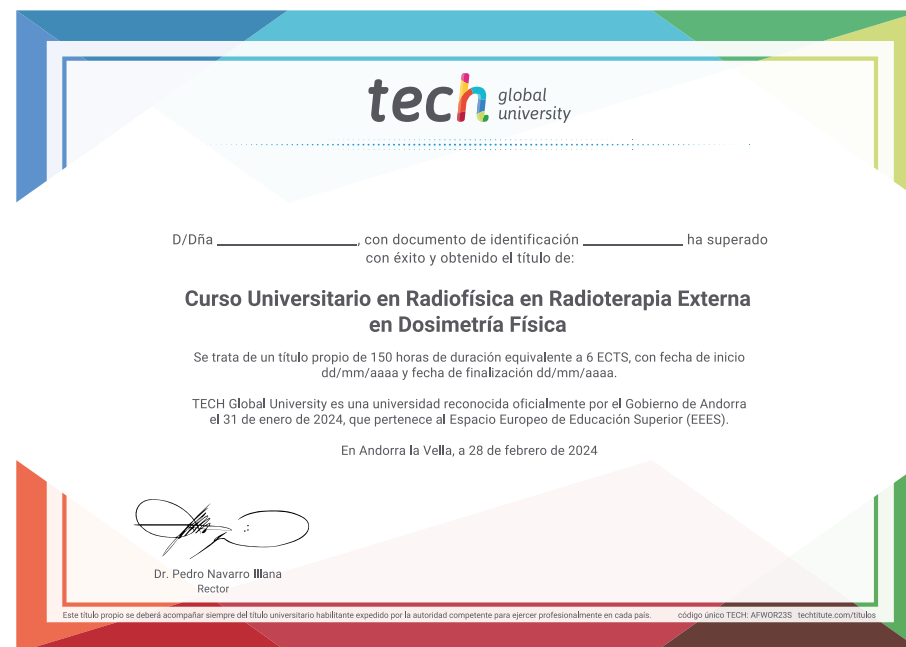 tech global university
D/Dña ____________________, con documento de identificación ______________ ha superado
con éxito y obtenido el título de:
Curso Universitario en Radiofísica en Radioterapia Externa
en Dosimetría Física
Se trata de un título propio de 150 horas de duración equivalente a 6 ECTS, con fecha de inicio
dd/mm/aaaa y fecha de finalización dd/mm/aaaa.
TECH Global University es una universidad reconocida oficialmente por el Gobierno de Andorra
el 31 de enero de 2024, que pertenece al Espacio Europeo de Educación Superior (EEES).
En Andorra la Vella, a 28 de febrero de 2024
Dr. Pedro Navarro Illana
Rector
Este título propio se deberá acompañar siempre del título universitario habilitante expedido por la autoridad competente para ejercer profesionalmente en cada país. código único TECH: AFWOR23S techtitute.com/titulos